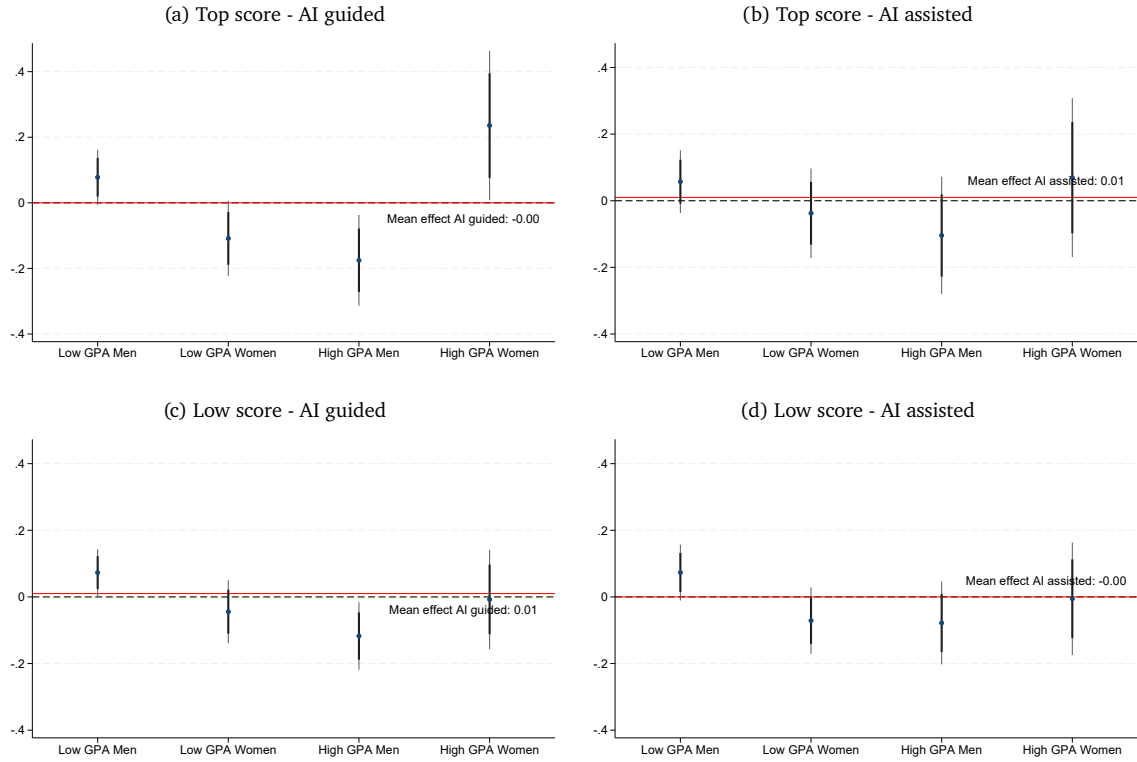 (a) Top score - AI guided
.4
.2
0
-.2
-.4
Mean effect AI guided: -0.00
Low GPA Men Low GPA Women High GPA Men High GPA Women
(b) Top score - AI assisted
.4
.2
0
-.2
-.4
Mean effect AI assisted: 0.01
Low GPA Men Low GPA Women High GPA Men High GPA Women
(c) Low score - AI guided
.4
.2
0
-.2
-.4
Mean effect AI guided: 0.01
Low GPA Men Low GPA Women High GPA Men High GPA Women
(d) Low score - AI assisted
.4
.2
0
-.2
-.4
Mean effect AI assisted: -0.00
Low GPA Men Low GPA Women High GPA Men High GPA Women